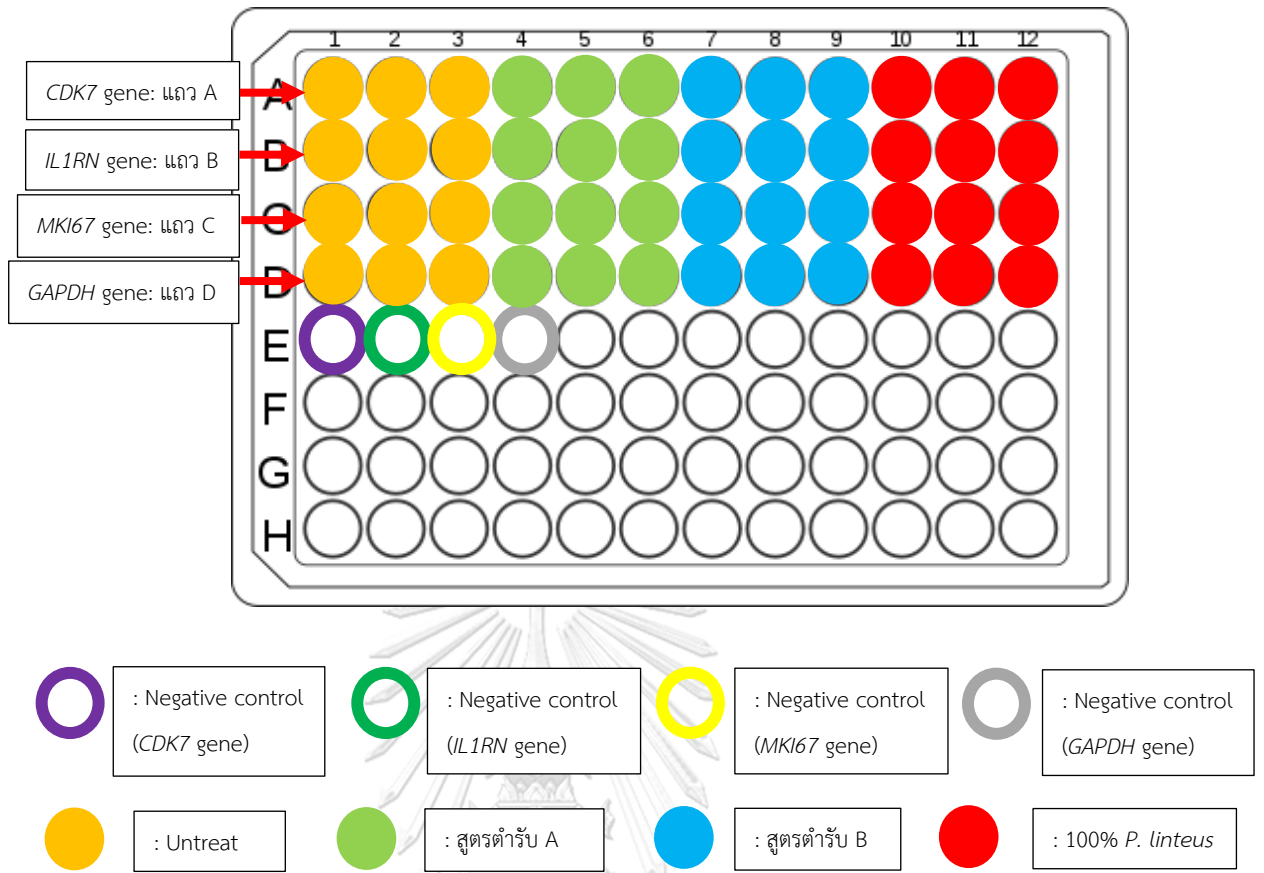 1 2 3 4 5 6 7 8 9 10 11 12
CDK7 gene: แถว A
A
IL1RN gene: แถว B
B
MKI67 gene: แถว C
C
GAPDH gene: แถว D
D
E
F
G
H
: Negative control
(CDK7 gene)
: Negative control
(IL1RN gene)
: Negative control
(MKI67 gene)
: Negative control
(GAPDH gene)
: Untreat
: สูตรตำรับ A
: สูตรตำรับ B
: 100% P. linteus